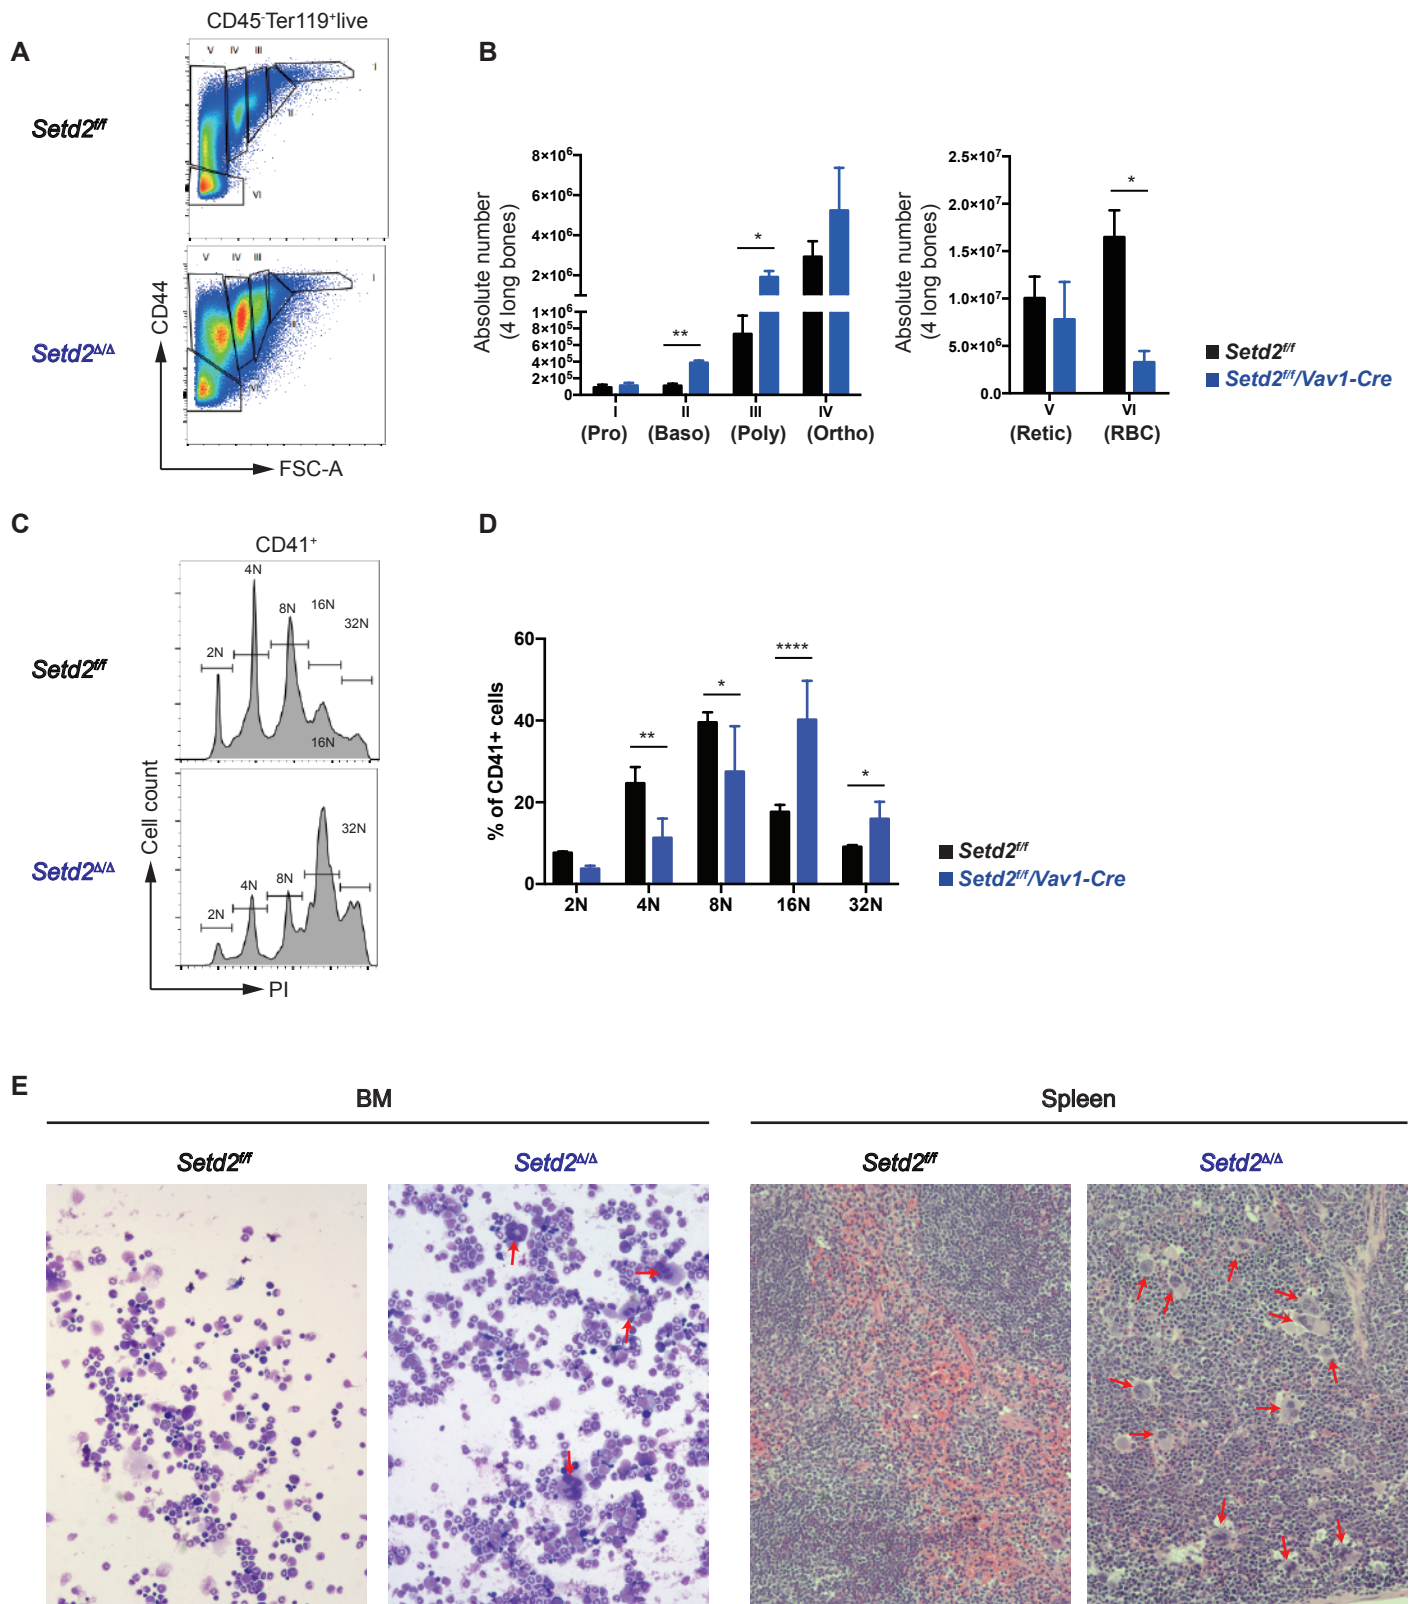 A
CD45-Ter119+live
Setd2f/f
V IV III I
II
VI
Setd2Δ/Δ
V IV III I
II
VI
CD44
FSC-A
B
Absolute number
(4 long bones)
8×10⁶
6×10⁶
4×10⁶
2×10⁶
1×10⁶
8×10⁵
6×10⁵
4×10⁵
2×10⁵
0
**
*
I II III IV
(Pro) (Baso) (Poly) (Ortho)
Absolute number
(4 long bones)
2.5×10⁷
2.0×10⁷
1.5×10⁷
1.0×10⁷
5.0×10⁶
0.0
*
V VI
(Retic) (RBC)
Setd2f/f
Setd2f/f/Vav1-Cre
C
CD41+
Setd2f/f
2N 4N 8N 16N 32N
16N
Setd2Δ/Δ
2N 4N 8N 32N
Cell count
PI
D
% of CD41+ cells
60
40
20
0
**
*
****
*
2N 4N 8N 16N 32N
Setd2f/f
Setd2f/f/Vav1-Cre
E
BM Spleen
Setd2f/f Setd2Δ/Δ Setd2f/f Setd2Δ/Δ